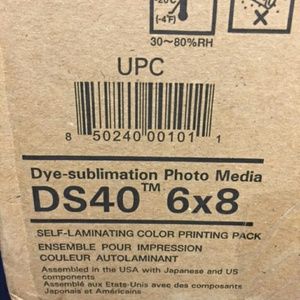 -20℃
(-4℉)
30~80%RH
UPC
8 50240 00101 1
Dye-sublimation Photo Media
DS40™ 6x8
SELF-LAMINATING COLOR PRINTING PACK
ENSEMBLE POUR IMPRESSION
COULEUR AUTOLAMINANT
Assembled in the USA with Japanese and US
components
Assemblé aux Etats-Unis avec des composants
Japonais et Américains